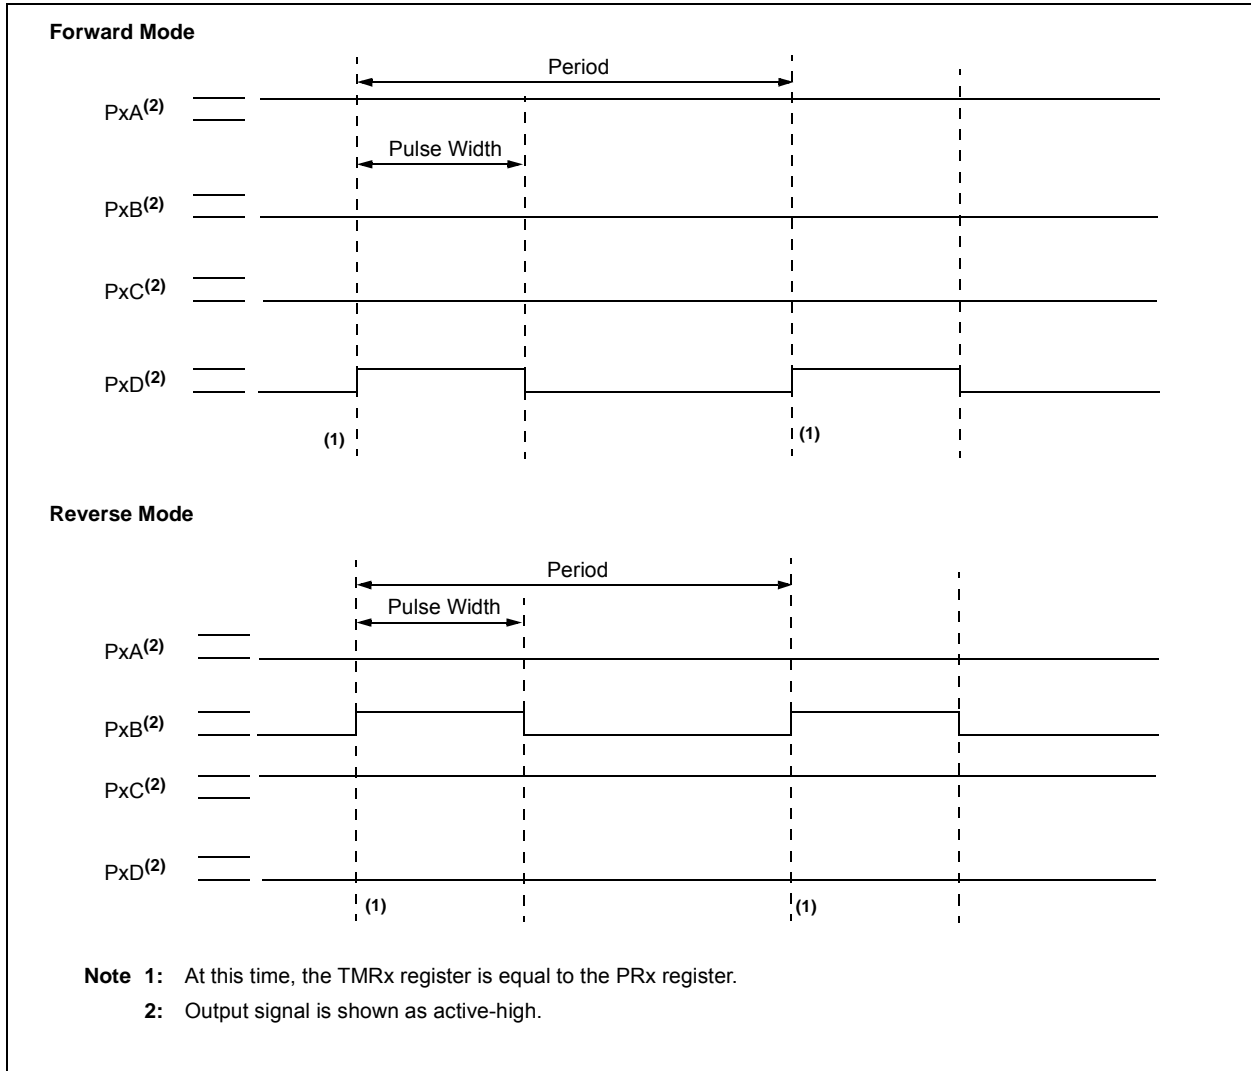 Forward Mode
Period
PxA(2)
Pulse Width
PxB(2)
PxC(2)
PxD(2)
(1)
(1)
Reverse Mode
Period
Pulse Width
PxA(2)
PxB(2)
PxC(2)
PxD(2)
(1)
(1)
Note 1: At this time, the TMRx register is equal to the PRx register.
2: Output signal is shown as active-high.